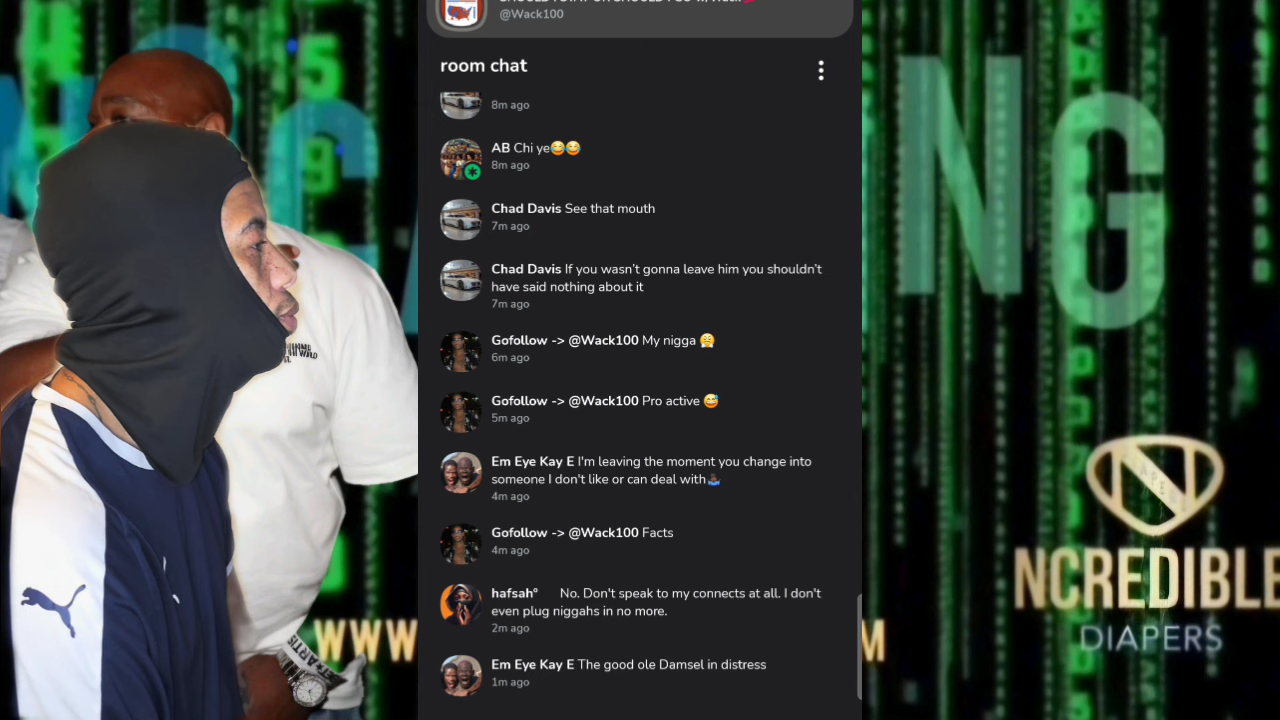 @Wack100
room chat
8m ago
AB Chi ye😂😂
8m ago
Chad Davis See that mouth
7m ago
Chad Davis If you wasn't gonna leave him you shouldn't
have said nothing about it
7m ago
Gofollow -> @Wack100 My nigga 🤗
6m ago
Gofollow -> @Wack100 Pro active 😅
5m ago
Em Eye Kay E I'm leaving the moment you change into
someone I don't like or can deal with🤷🏿‍♂️
4m ago
Gofollow -> @Wack100 Facts
4m ago
hafsah° No. Don't speak to my connects at all. I don't
even plug niggahs in no more.
2m ago
Em Eye Kay E The good ole Damsel in distress
1m ago
NG
WWW
M
NCREDIBLE
DIAPERS